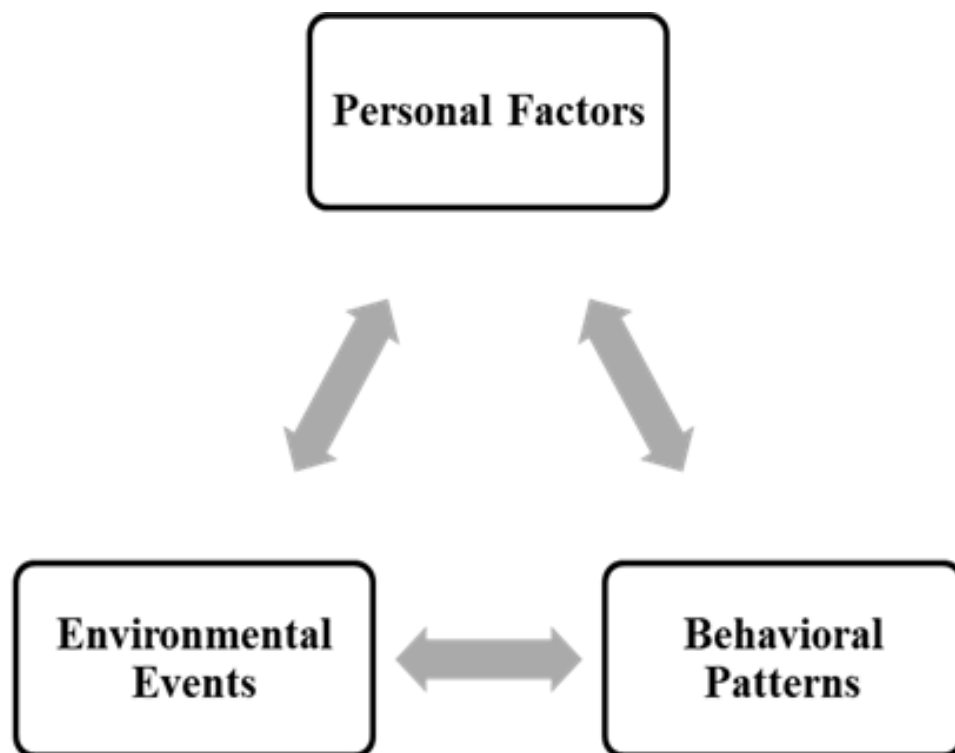 Personal Factors
Environmental
Events
Behavioral
Patterns